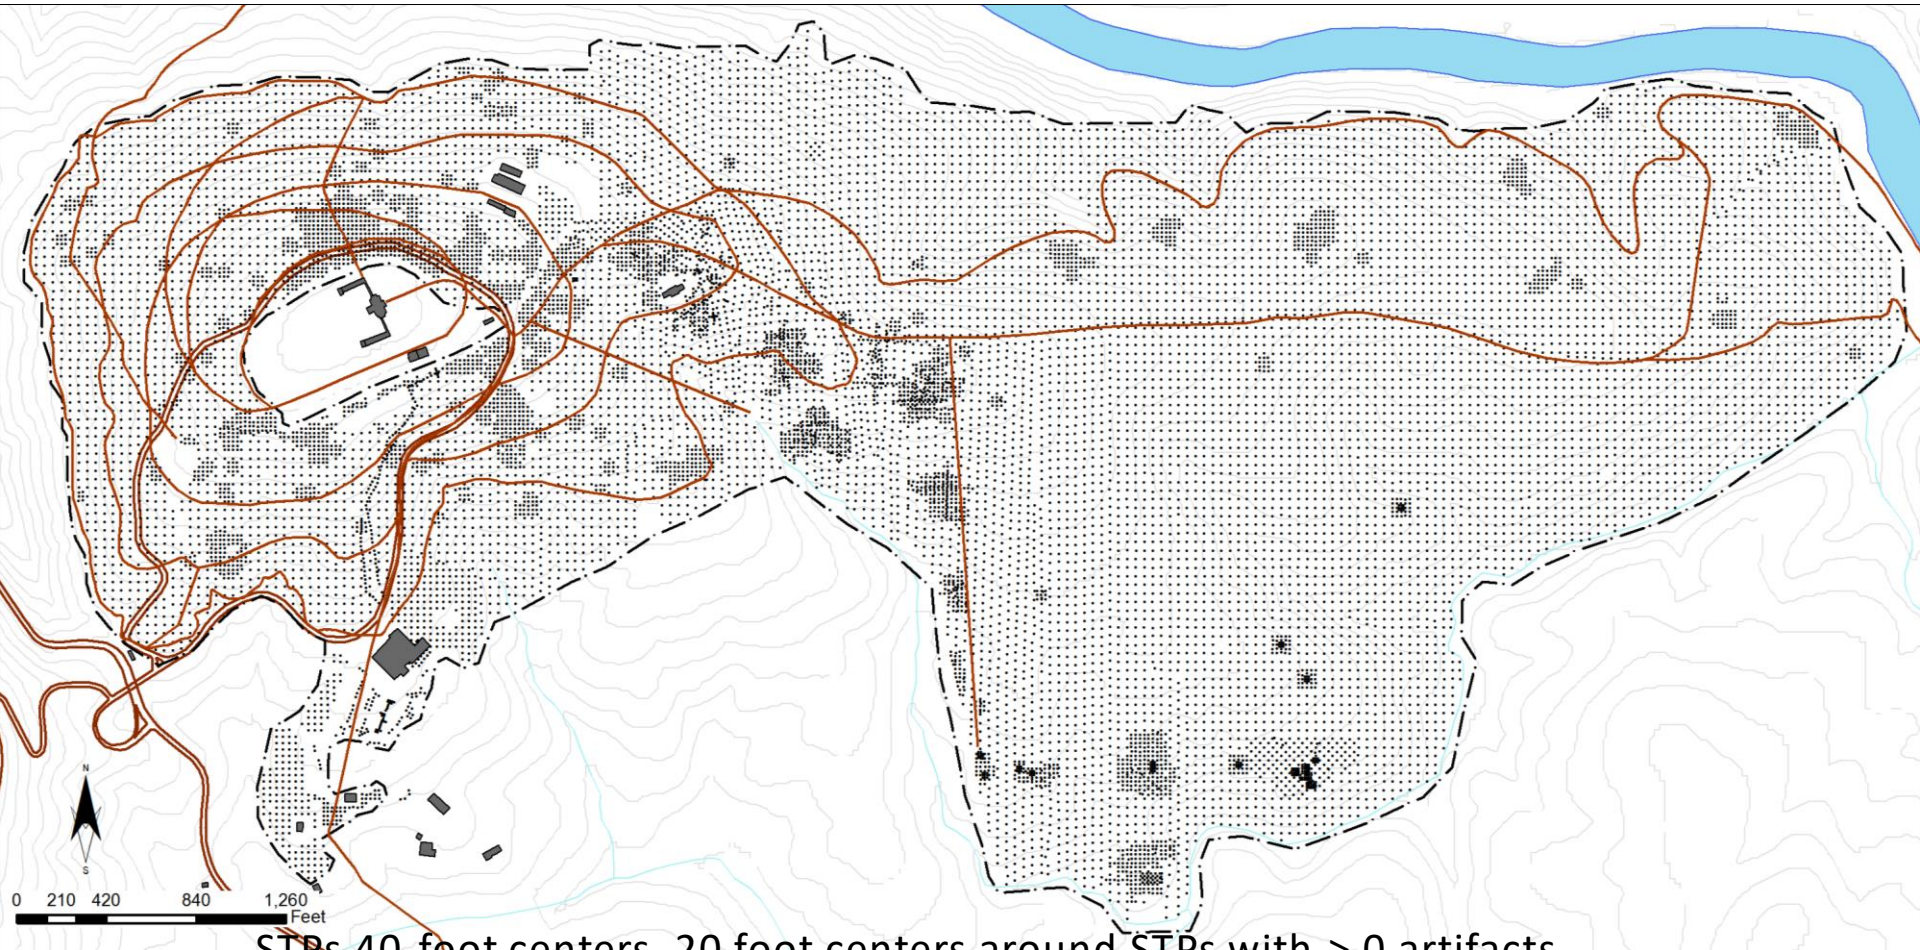 N
S
0 210 420 840 1,260
Feet
STPs 40-foot centers, 20 foot centers around STPs with > 0 artifacts